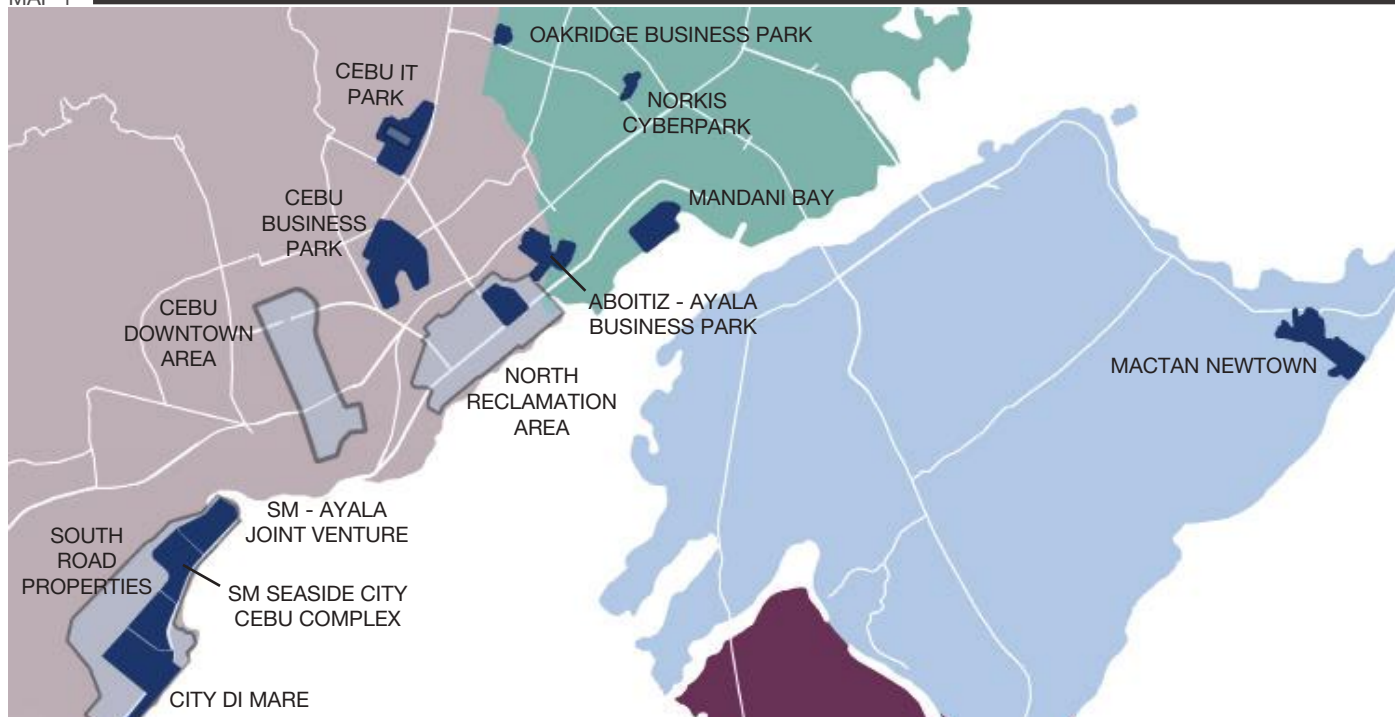 MAP 1
OAKRIDGE BUSINESS PARK
CEBU IT
PARK
NORKIS
CYBERPARK
CEBU
BUSINESS
PARK
MANDANI BAY
CEBU
DOWNTOWN
AREA
ABOITIZ - AYALA
BUSINESS PARK
MACTAN NEWTOWN
NORTH
RECLAMATION
AREA
SM - AYALA
JOINT VENTURE
SOUTH
ROAD
PROPERTIES
SM SEASIDE CITY
CEBU COMPLEX
CITY DI MARE